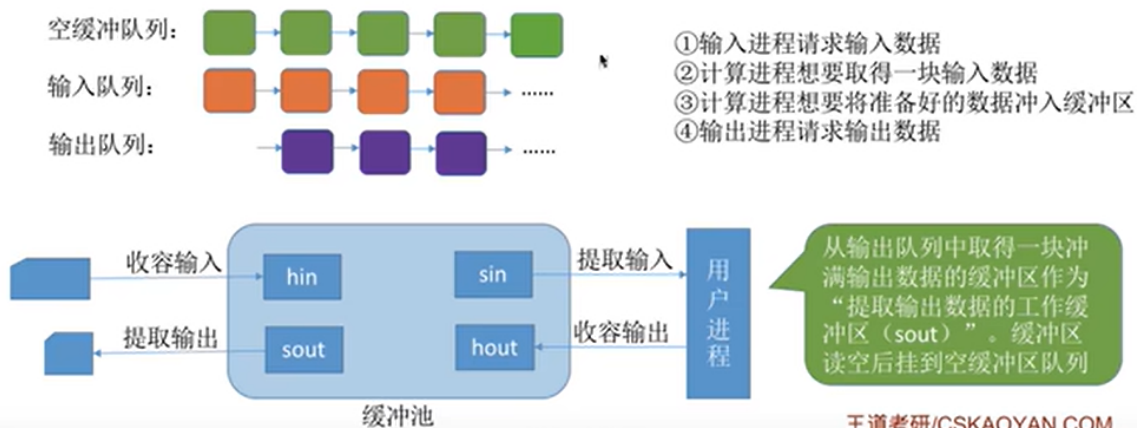 空缓冲队列：
输入队列：
······
输出队列：
······
①输入进程请求输入数据
②计算进程想要取得一块输入数据
③计算进程想要将准备好的数据冲入缓冲区
④输出进程请求输出数据
收容输入
hin
sin
提取输入
提取输出
sout
hout
收容输出
用户进程
缓冲池
从输出队列中取得一块冲
满输出数据的缓冲区作为
“提取输出数据的工作缓
冲区（sout）”。缓冲区
读空后挂到空缓冲区队列
王道考研/CSKAOYAN.COM